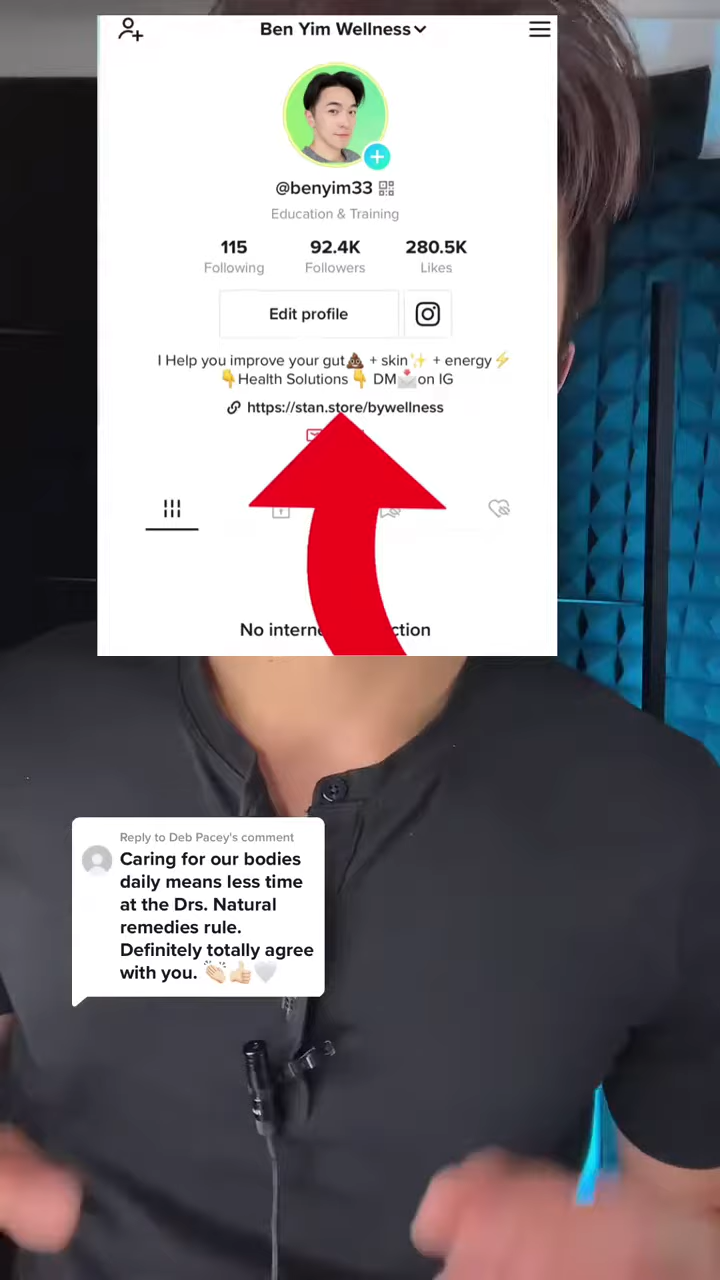 Ben Yim Wellness
@benyim33
Education & Training
115 92.4K 280.5K
Following Followers Likes
Edit profile
I Help you improve your gut💩 + skin✨ + energy⚡
👇Health Solutions👇 DM📩on IG
https://stan.store/bywellness
No
Reply to Deb Pacey's comment
Caring for our bodies
daily means less time
at the Drs. Natural
remedies rule.
Definitely totally agree
with you. 👏🏻👍🏻🤍